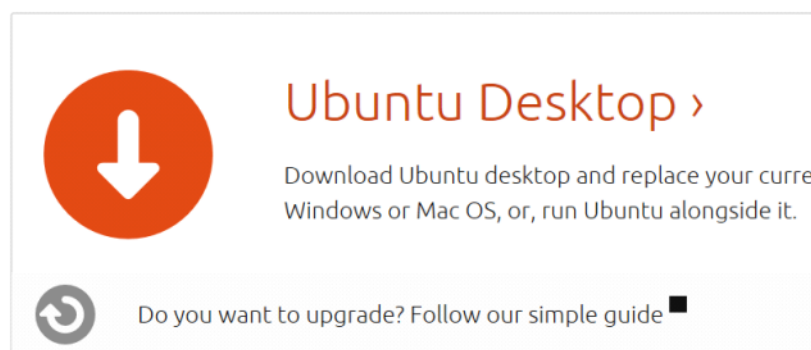 Ubuntu Desktop ›
Download Ubuntu desktop and replace your curre
Windows or Mac OS, or, run Ubuntu alongside it.
Do you want to upgrade? Follow our simple guide